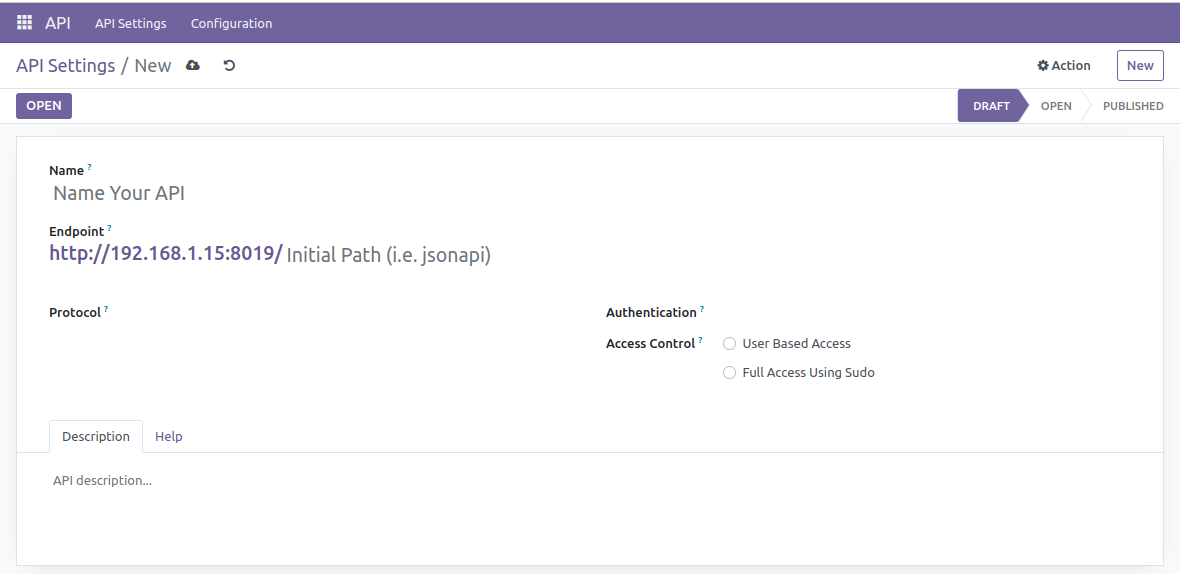 API API Settings Configuration
API Settings / New Action New
OPEN DRAFT OPEN PUBLISHED
Name ?
Name Your API
Endpoint ?
http://192.168.1.15:8019/ Initial Path (i.e. jsonapi)
Protocol ? Authentication ?
Access Control ? User Based Access
Full Access Using Sudo
Description Help
API description...